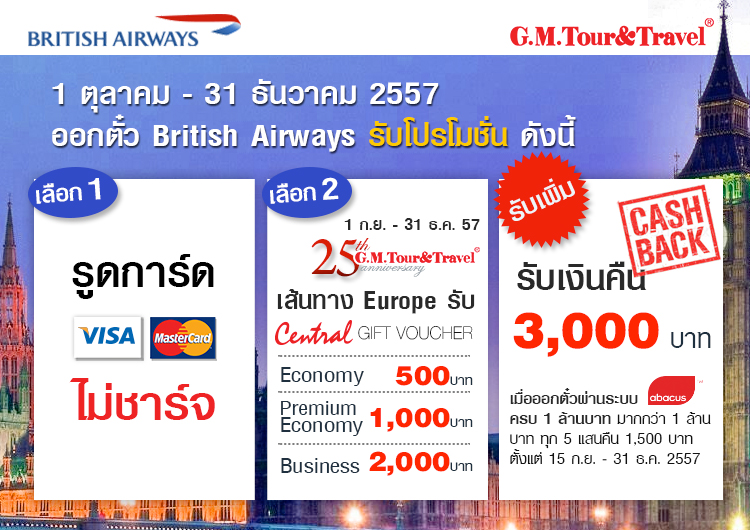 BRITISH AIRWAYS
G.M.Tour&Travel®
1 ตุลาคม - 31 ธันวาคม 2557
ออกตั๋ว British Airways รับโปรโมชั่น ดังนี้
เลือก 1
รูดการ์ด
VISA MasterCard
ไม่ชาร์จ
เลือก 2
1 ก.ย. - 31 ธ.ค. 57
25th G.M.Tour&Travel®
anniversary
เส้นทาง Europe รับ
Central GIFT VOUCHER
Economy 500บาท
Premium
Economy 1,000บาท
Business 2,000บาท
รับเพิ่ม
CASH
BACK
รับเงินคืน
3,000 บาท
เมื่อออกตั๋วผ่านระบบ abacus
ครบ 1 ล้านบาท มากกว่า 1 ล้าน
บาท ทุก 5 แสนคืน 1,500 บาท
ตั้งแต่ 15 ก.ย. - 31 ธ.ค. 2557